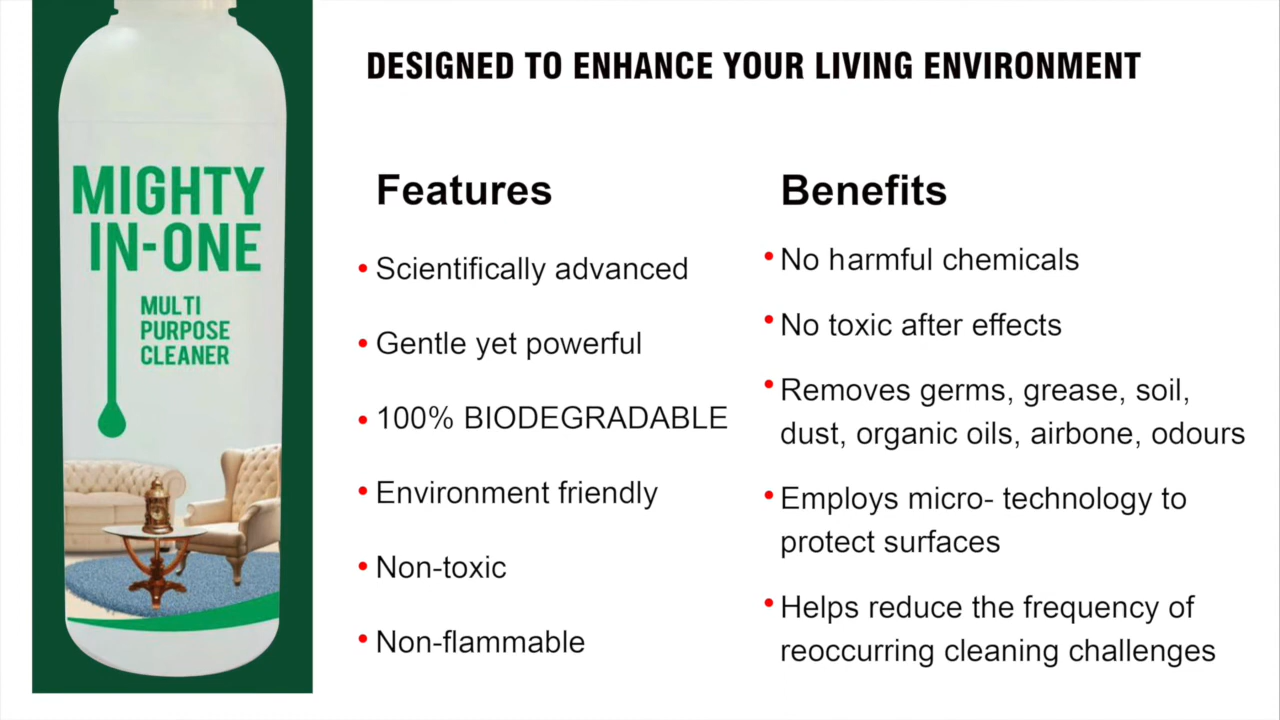 MIGHTY
IN-ONE
MULTI
PURPOSE
CLEANER
DESIGNED TO ENHANCE YOUR LIVING ENVIRONMENT
Features
• Scientifically advanced
• Gentle yet powerful
• 100% BIODEGRADABLE
• Environment friendly
• Non-toxic
• Non-flammable
Benefits
• No harmful chemicals
• No toxic after effects
• Removes germs, grease, soil,
dust, organic oils, airbone, odours
• Employs micro- technology to
protect surfaces
• Helps reduce the frequency of
reoccurring cleaning challenges